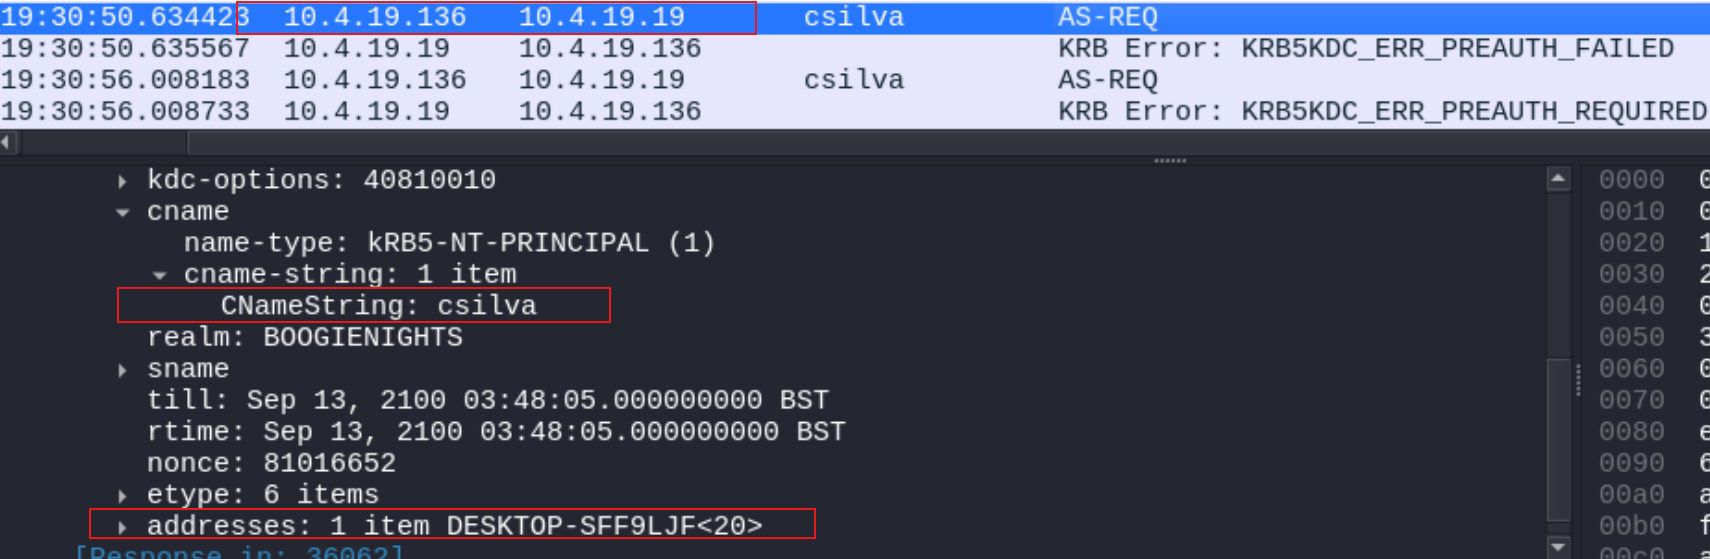 19:30:50.634423 10.4.19.136 10.4.19.19 csilva AS-REQ
19:30:50.635567 10.4.19.19 10.4.19.136 KRB Error: KRB5KDC_ERR_PREAUTH_FAILED
19:30:56.008183 10.4.19.136 10.4.19.19 csilva AS-REQ
19:30:56.008733 10.4.19.19 10.4.19.136 KRB Error: KRB5KDC_ERR_PREAUTH_REQUIRED
kdc-options: 40810010
cname
name-type: kRB5-NT-PRINCIPAL (1)
cname-string: 1 item
CNameString: csilva
realm: BOOGIENIGHTS
sname
till: Sep 13, 2100 03:48:05.000000000 BST
rtime: Sep 13, 2100 03:48:05.000000000 BST
nonce: 81016652
etype: 6 items
addresses: 1 item DESKTOP-SFF9LJF<20>
[Response in: 36062]
0000
0010
0020 1
0030 2
0040
0050 3
0060
0070
0080 e
0090 6
00a0 a
00b0 f
00c0 a